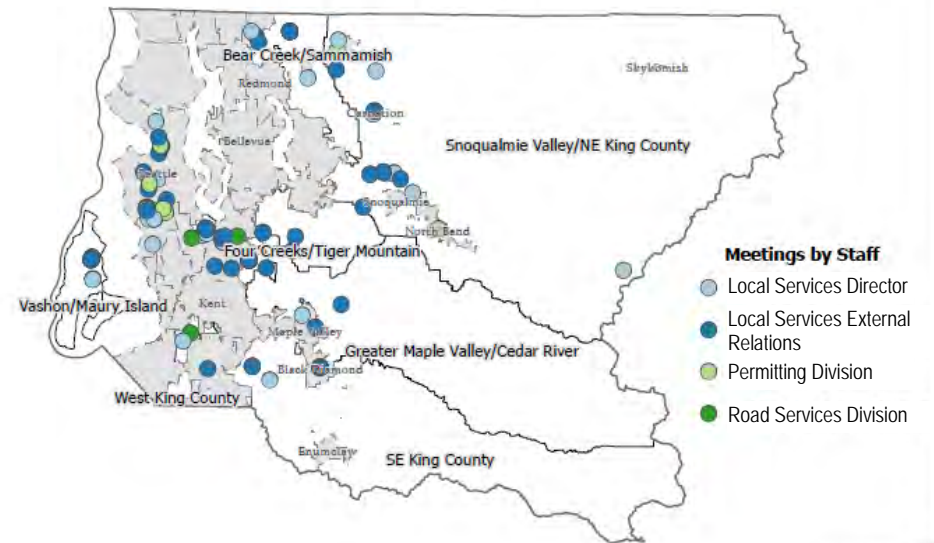 Bear Creek/Sammamish
Redmond
Skykomish
Carnation
Bellevue
Snoqualmie Valley/NE King County
Seattle
Snoqualmie
North Bend
Four Creeks/Tiger Mountain
Vashon/Maury Island
Kent
Maple Valley
Greater Maple Valley/Cedar River
Black Diamond
West King County
Enumclaw
SE King County
Meetings by Staff
Local Services Director
Local Services External
Relations
Permitting Division
Road Services Division